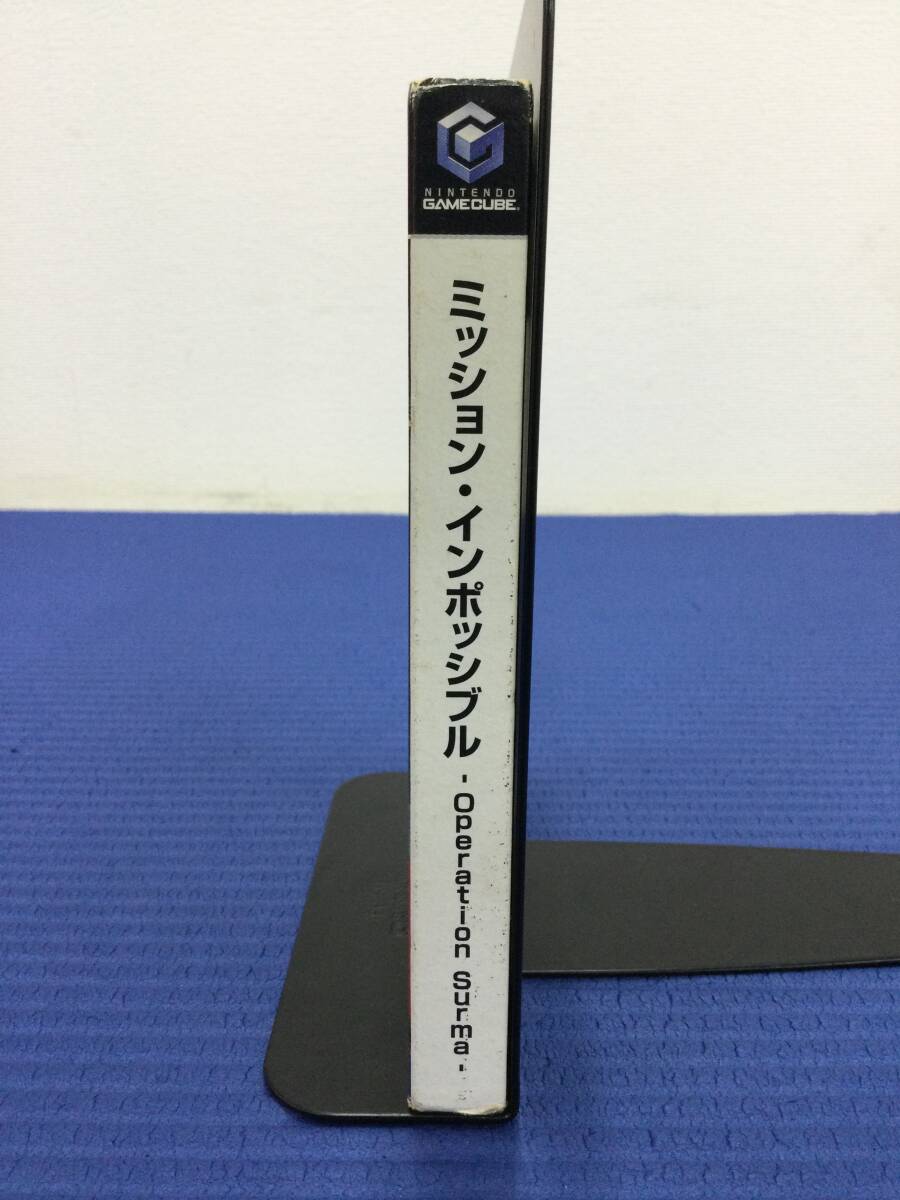 NINTENDO
GAMECUBE
ミッション・インポッシブル
- Operation Surma -